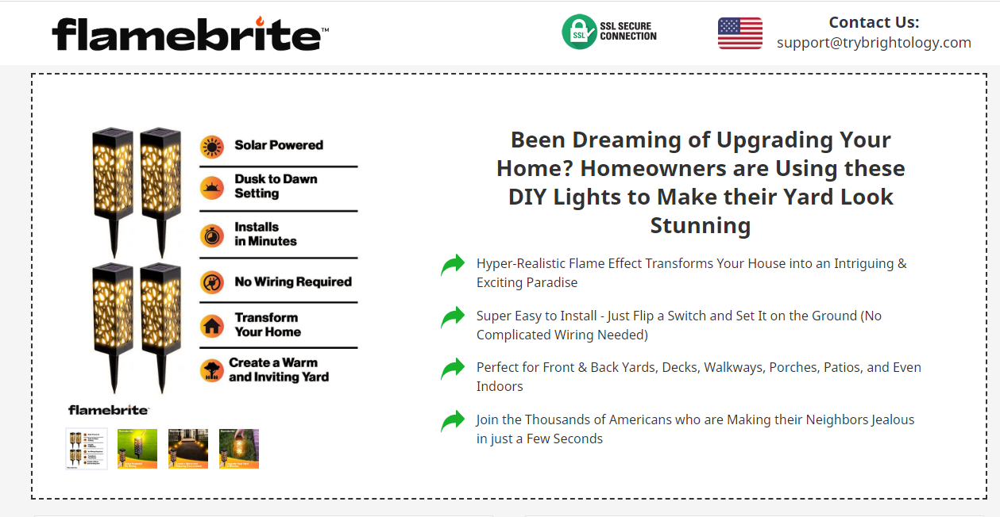 flamebrite™
SSL
SSL SECURE
CONNECTION
Contact Us:
support@trybrightology.com
Solar Powered
Dusk to Dawn
Setting
Installs
in Minutes
No Wiring Required
Transform
Your Home
Create a Warm
and Inviting Yard
flamebrite™
Been Dreaming of Upgrading Your
Home? Homeowners are Using these
DIY Lights to Make their Yard Look
Stunning
Hyper-Realistic Flame Effect Transforms Your House into an Intriguing &
Exciting Paradise
Super Easy to Install - Just Flip a Switch and Set It on the Ground (No
Complicated Wiring Needed)
Perfect for Front & Back Yards, Decks, Walkways, Porches, Patios, and Even
Indoors
Join the Thousands of Americans who are Making their Neighbors Jealous
in just a Few Seconds